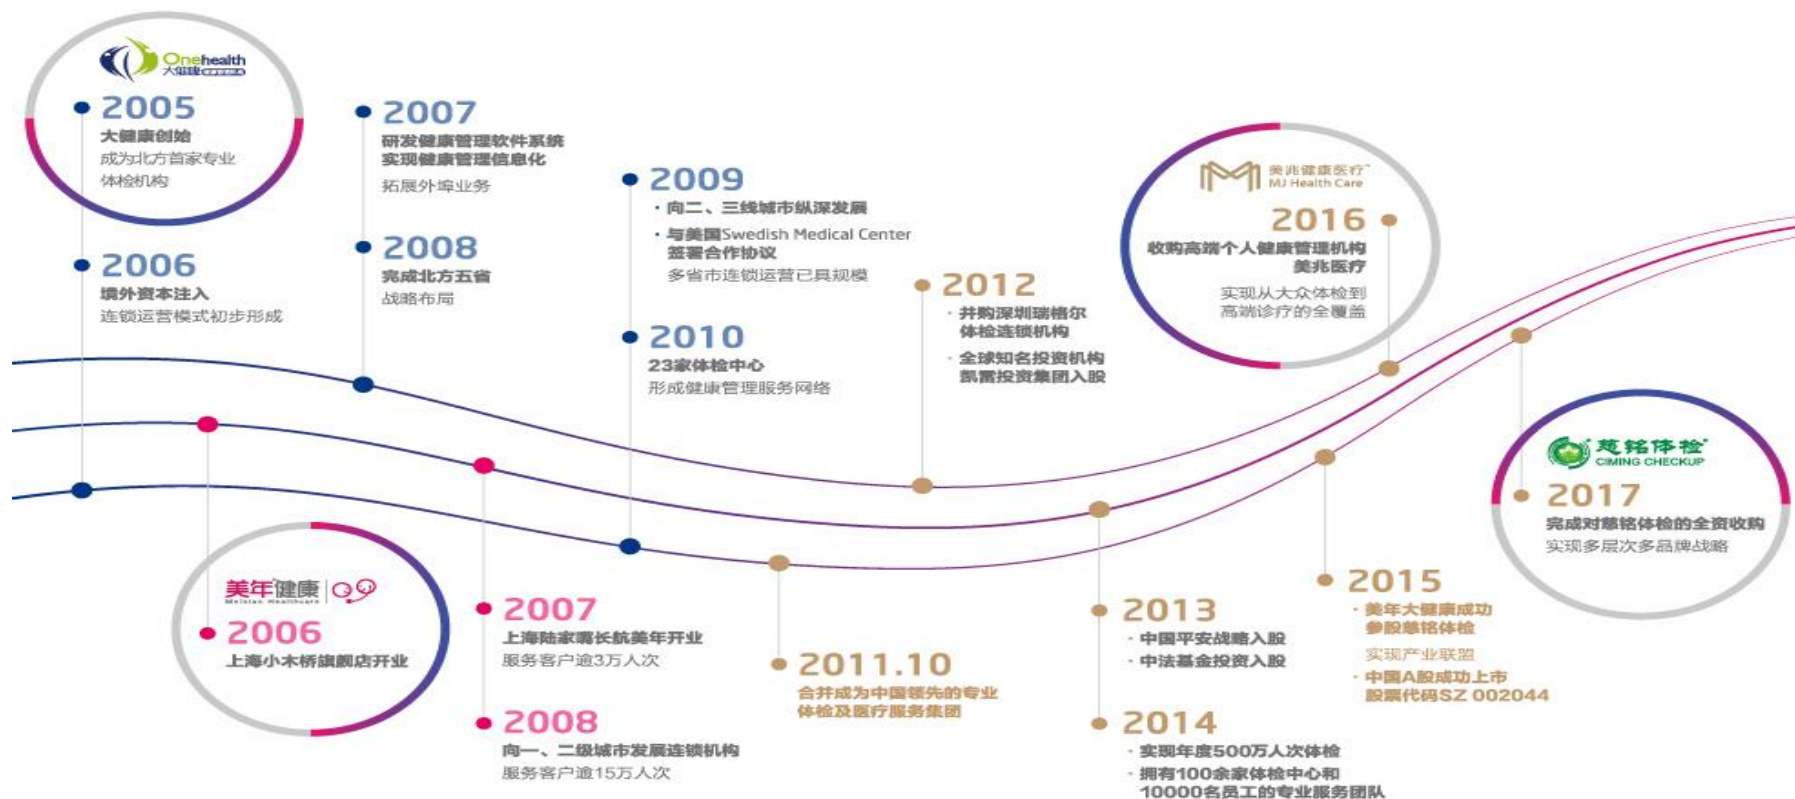 Onehealth
大健康
2005
大健康创始
成为北方首家专业
体检机构
2006
境外资本注入
连锁运营模式初步形成
2007
研发健康管理软件系统
实现健康管理信息化
拓展外埠业务
2008
完成北方五省
战略布局
2009
· 向二、三线城市纵深发展
· 与美国Swedish Medical Center
签署合作协议
多省市连锁运营已具规模
2010
23家体检中心
形成健康管理服务网络
2012
· 并购深圳瑞格尔
体检连锁机构
· 全球知名投资机构
凯雷投资集团入股
美兆健康医疗™
MJ Health Care
2016
收购高端个人健康管理机构
美兆医疗
实现从大众体检到
高端诊疗的全覆盖
慈铭体检®
CIMING CHECKUP
2017
完成对慈铭体检的全资收购
实现多层次多品牌战略
美年健康
Meinian Healthcare
2006
上海小木桥旗舰店开业
2007
上海陆家嘴长航美年开业
服务客户逾3万人次
2008
向一、二级城市发展连锁机构
服务客户逾15万人次
2011.10
合并成为中国领先的专业
体检及医疗服务集团
2013
· 中国平安战略入股
· 中法基金投资入股
2014
· 实现年度500万人次体检
· 拥有100余家体检中心和
10000名员工的专业服务团队
2015
· 美年大健康成功
参股慈铭体检
实现产业联盟
· 中国A股成功上市
股票代码SZ 002044